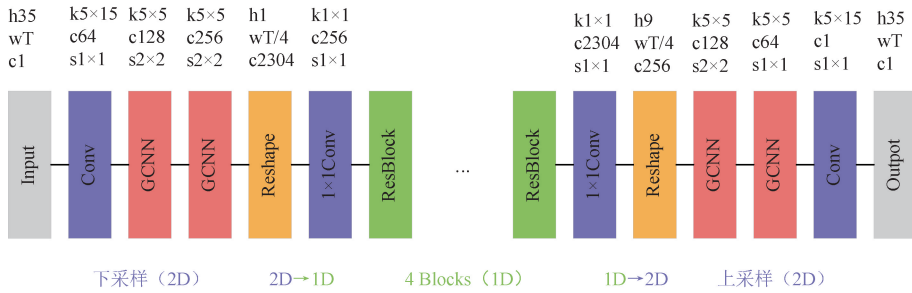 h35
wT
c1
k5×15
c64
s1×1
k5×5
c128
s2×2
k5×5
c256
s2×2
h1
wT/4
c2304
k1×1
c256
s1×1
k1×1
c2304
s1×1
h9
wT/4
c256
k5×5
c128
s2×2
k5×5
c64
s1×1
k5×15
c1
s1×1
h35
wT
c1
Input
Conv
GCNN
GCNN
Reshape
1×1Conv
ResBlock
...
ResBlock
1×1Conv
Reshape
GCNN
GCNN
Conv
Outpot
下采样（2D）
2D→1D
4 Blocks（1D）
1D→2D
上采样（2D）